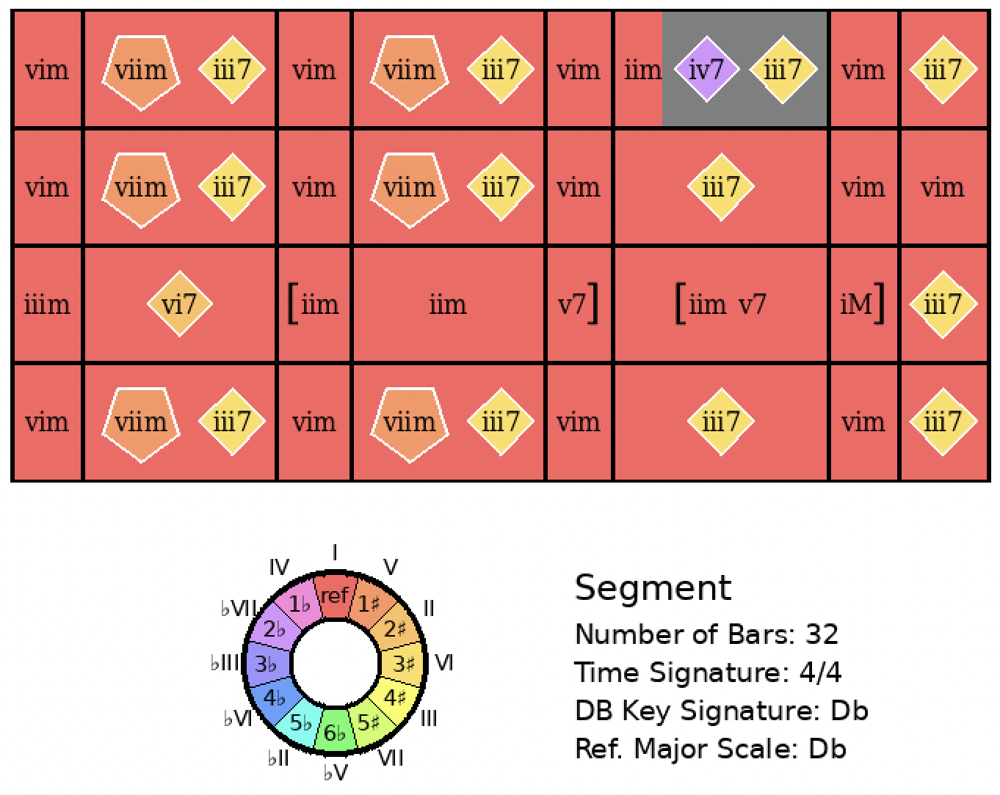 vim viim iii7 vim viim iii7 vim iim iv7 iii7 vim iii7
vim viim iii7 vim viim iii7 vim iii7 vim vim
iiim vi7 [iim iim v7] [iim v7 iM] iii7
vim viim iii7 vim viim iii7 vim iii7 vim iii7
I
IV V
♭VII II
♭III VI
♭VI III
♭II VII
♭V
ref
1♭ 1♯
2♭ 2♯
3♭ 3♯
4♭ 4♯
5♭ 5♯
6♭
Segment
Number of Bars: 32
Time Signature: 4/4
DB Key Signature: Db
Ref. Major Scale: Db